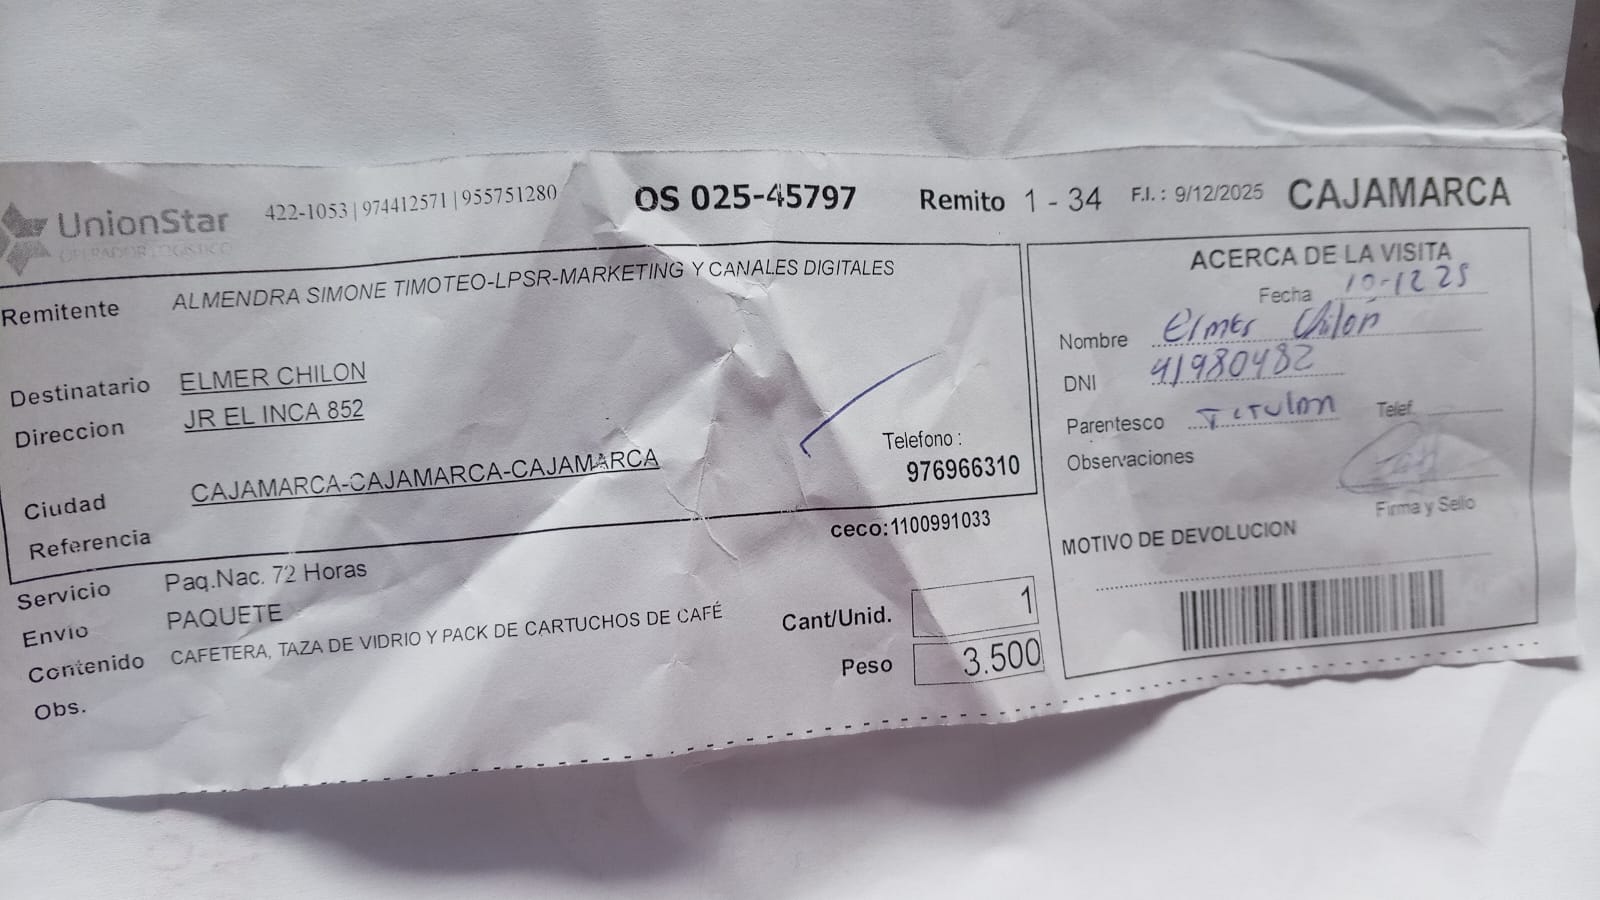 UnionStar 422-1053 | 974412571 | 955751280 OS 025-45797 Remito 1 - 34 F.I.: 9/12/2025 CAJAMARCA
OPERADOR LOGISTICO
Remitente ALMENDRA SIMONE TIMOTEO-LPSR-MARKETING Y CANALES DIGITALES
Destinatario ELMER CHILON
Direccion JR EL INCA 852
Telefono :
976966310
Ciudad CAJAMARCA-CAJAMARCA-CAJAMARCA
Referencia
ceco:1100991033
Servicio Paq.Nac. 72 Horas
Envio PAQUETE
Contenido CAFETERA, TAZA DE VIDRIO Y PACK DE CARTUCHOS DE CAFÉ
Obs.
Cant/Unid. 1
Peso 3.500
ACERCA DE LA VISITA
Fecha 10-12 25
Nombre Elmer Chilon
DNI 41980482
Parentesco TITULAR Telef.
Observaciones
Firma y Sello
MOTIVO DE DEVOLUCION